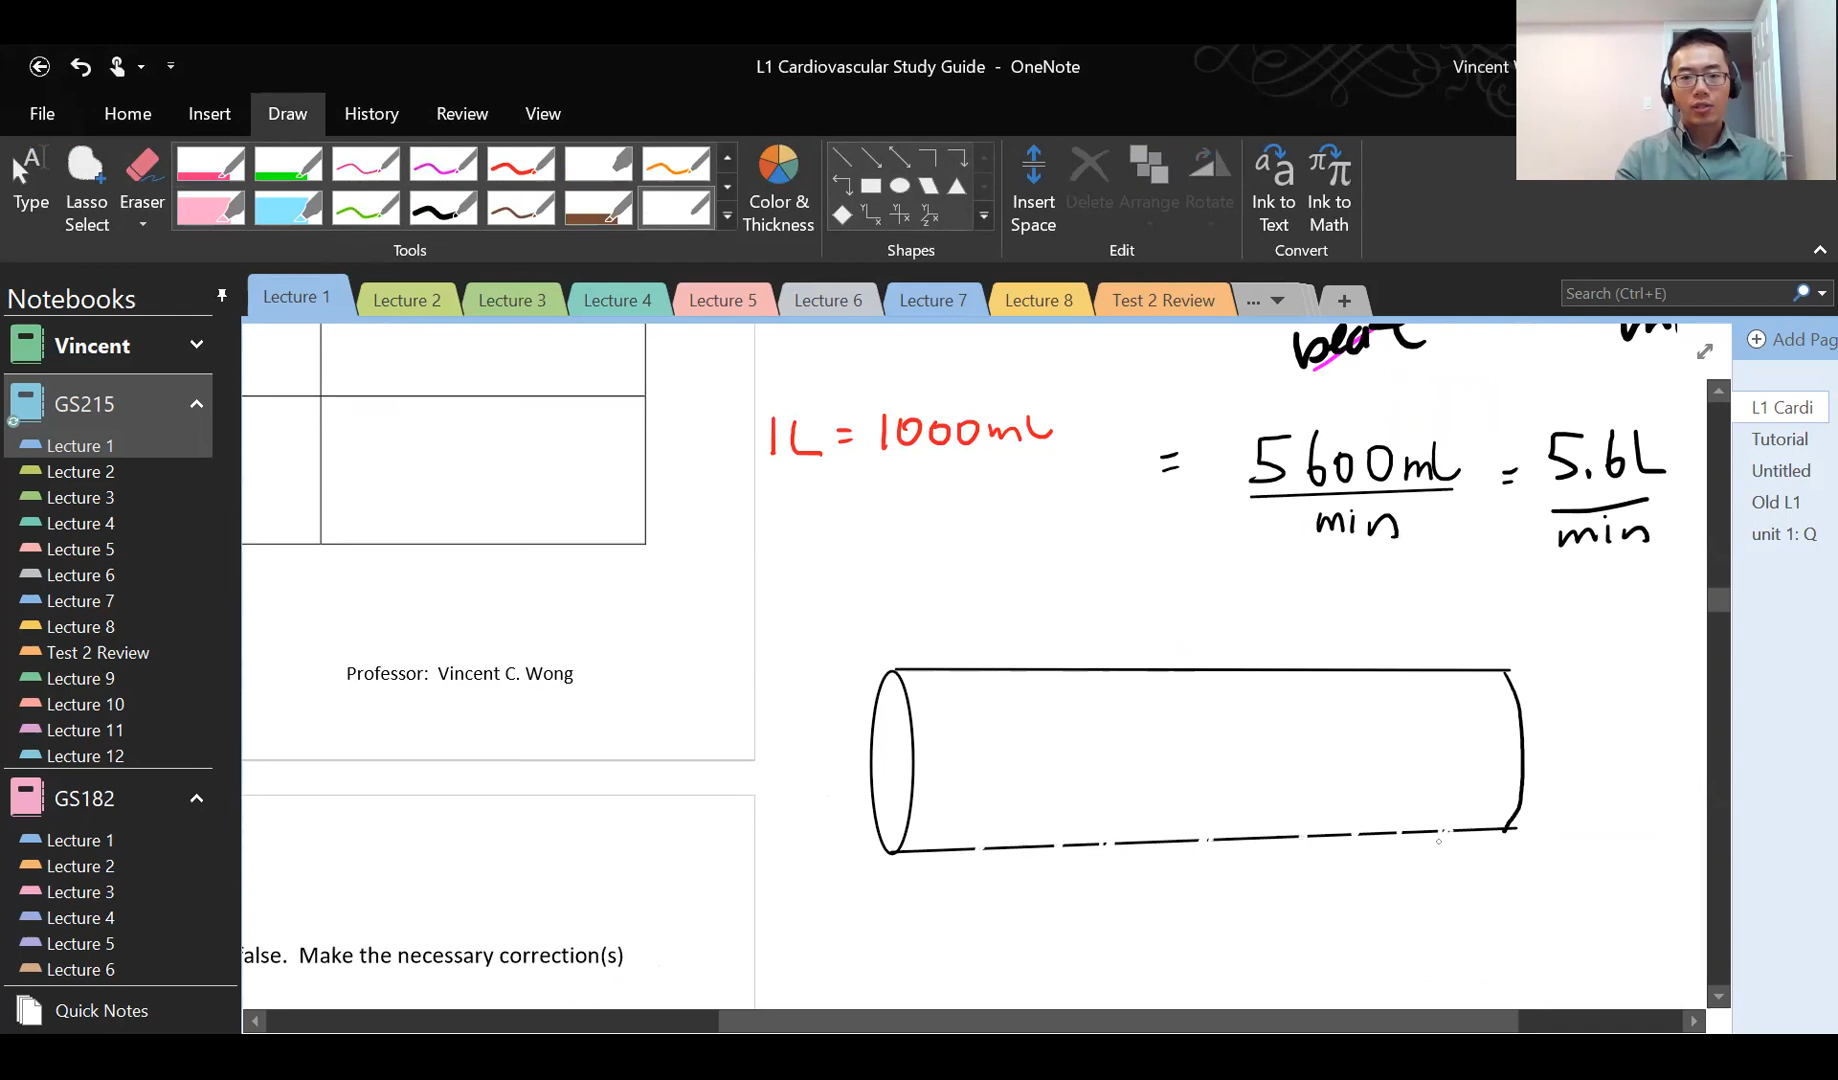 L1 Cardiovascular Study Guide - OneNote
Vincent
File Home Insert Draw History Review View
Type
Lasso Select
Eraser
Color & Thickness
Insert Space
Delete
Arrange
Rotate
Ink to Text
Ink to Math
Tools
Shapes
Edit
Convert
Notebooks
Lecture 1 Lecture 2 Lecture 3 Lecture 4 Lecture 5 Lecture 6 Lecture 7 Lecture 8 Test 2 Review ...
Search (Ctrl+E)
Vincent
GS215
Lecture 1
Lecture 2
Lecture 3
Lecture 4
Lecture 5
Lecture 6
Lecture 7
Lecture 8
Test 2 Review
Lecture 9
Lecture 10
Lecture 11
Lecture 12
GS182
Lecture 1
Lecture 2
Lecture 3
Lecture 4
Lecture 5
Lecture 6
Quick Notes
beat
1L = 1000mL
= 5600mL/min = 5.6L/min
Professor: Vincent C. Wong
alse. Make the necessary correction(s)
Add Pag
L1 Cardi
Tutorial
Untitled
Old L1
unit 1: Q